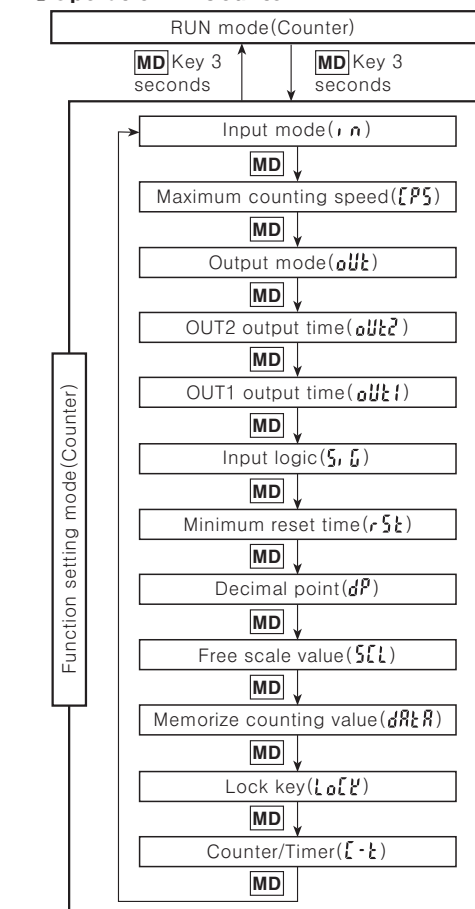 RUN mode(Counter)
MD Key 3 seconds
MD Key 3 seconds
Function setting mode(Counter)
Input mode(in)
MD
Maximum counting speed(CPS)
MD
Output mode(oUt)
MD
OUT2 output time(oUt2)
MD
OUT1 output time(oUt1)
MD
Input logic(SiG)
MD
Minimum reset time(rSt)
MD
Decimal point(dP)
MD
Free scale value(SCL)
MD
Memorize counting value(dAtA)
MD
Lock key(LoCK)
MD
Counter/Timer(C-t)
MD